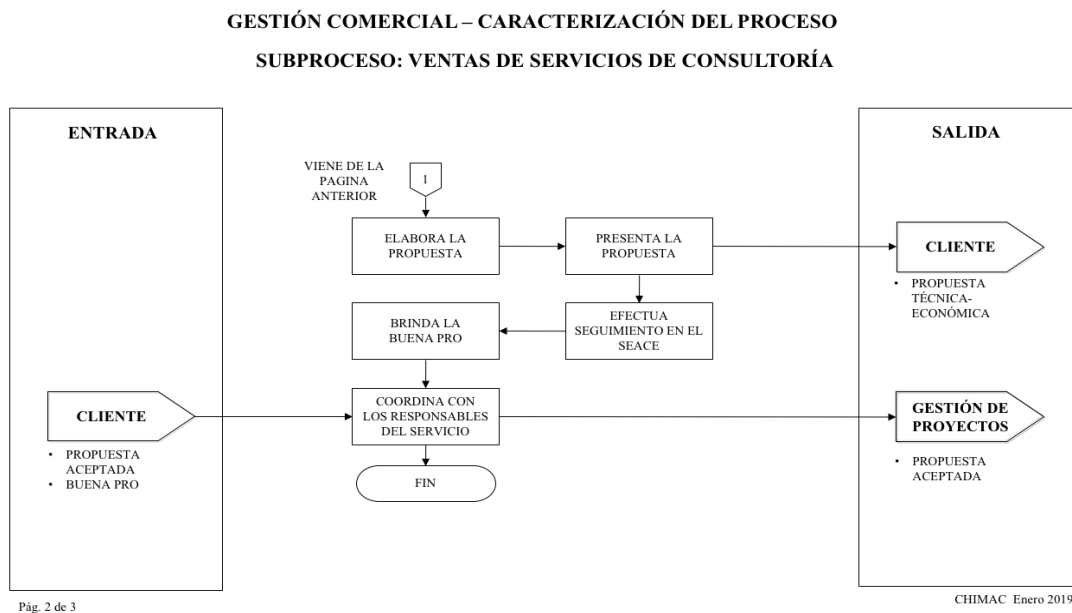 GESTIÓN COMERCIAL – CARACTERIZACIÓN DEL PROCESO
SUBPROCESO: VENTAS DE SERVICIOS DE CONSULTORÍA
ENTRADA
SALIDA
VIENE DE LA
PAGINA
ANTERIOR
1
ELABORA LA
PROPUESTA
PRESENTA LA
PROPUESTA
CLIENTE
• PROPUESTA
TÉCNICA-
ECONÓMICA
BRINDA LA
BUENA PRO
EFECTUA
SEGUIMIENTO EN EL
SEACE
CLIENTE
• PROPUESTA
ACEPTADA
• BUENA PRO
COORDINA CON
LOS RESPONSABLES
DEL SERVICIO
GESTIÓN DE
PROYECTOS
• PROPUESTA
ACEPTADA
FIN
Pág. 2 de 3
CHIMAC Enero 2019